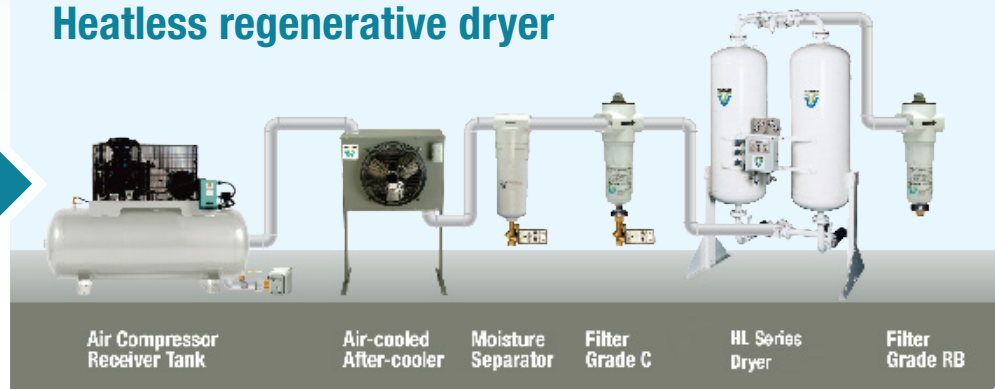 Heatless regenerative dryer
Air Compressor
Receiver Tank
Air-cooled
After-cooler
Moisture
Separator
Filter
Grade C
HL Series
Dryer
Filter
Grade RB